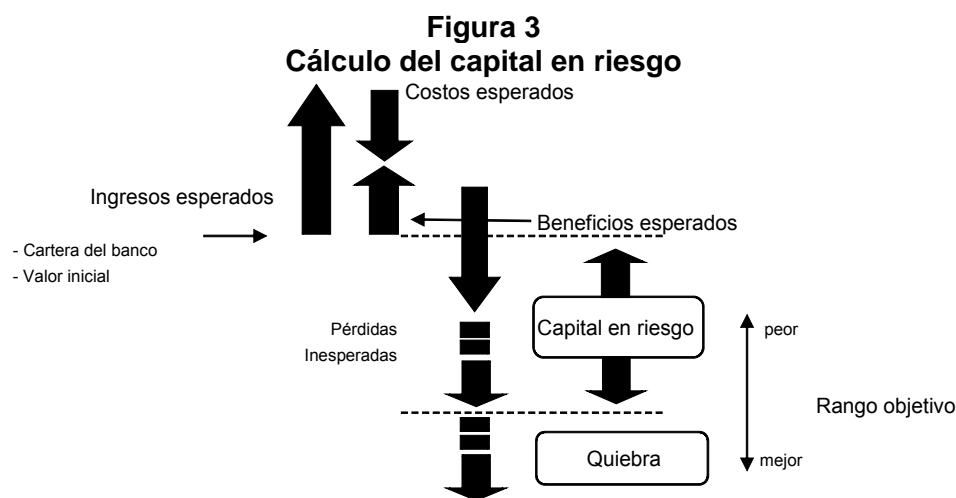 Figura 3
Cálculo del capital en riesgo
Costos esperados
Ingresos esperados
Beneficios esperados
- Cartera del banco
- Valor inicial
Pérdidas
Inesperadas
Capital en riesgo
peor
Rango objetivo
Quiebra
mejor